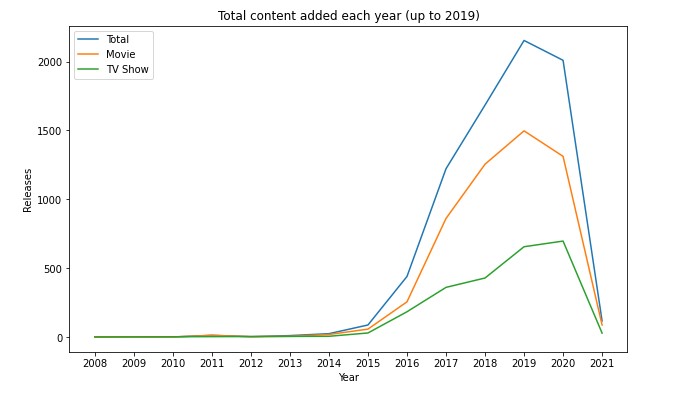 Total content added each year (up to 2019)
Total
Movie
TV Show
2000
1500
1000
500
0
Releases
2008 2009 2010 2011 2012 2013 2014 2015 2016 2017 2018 2019 2020 2021
Year